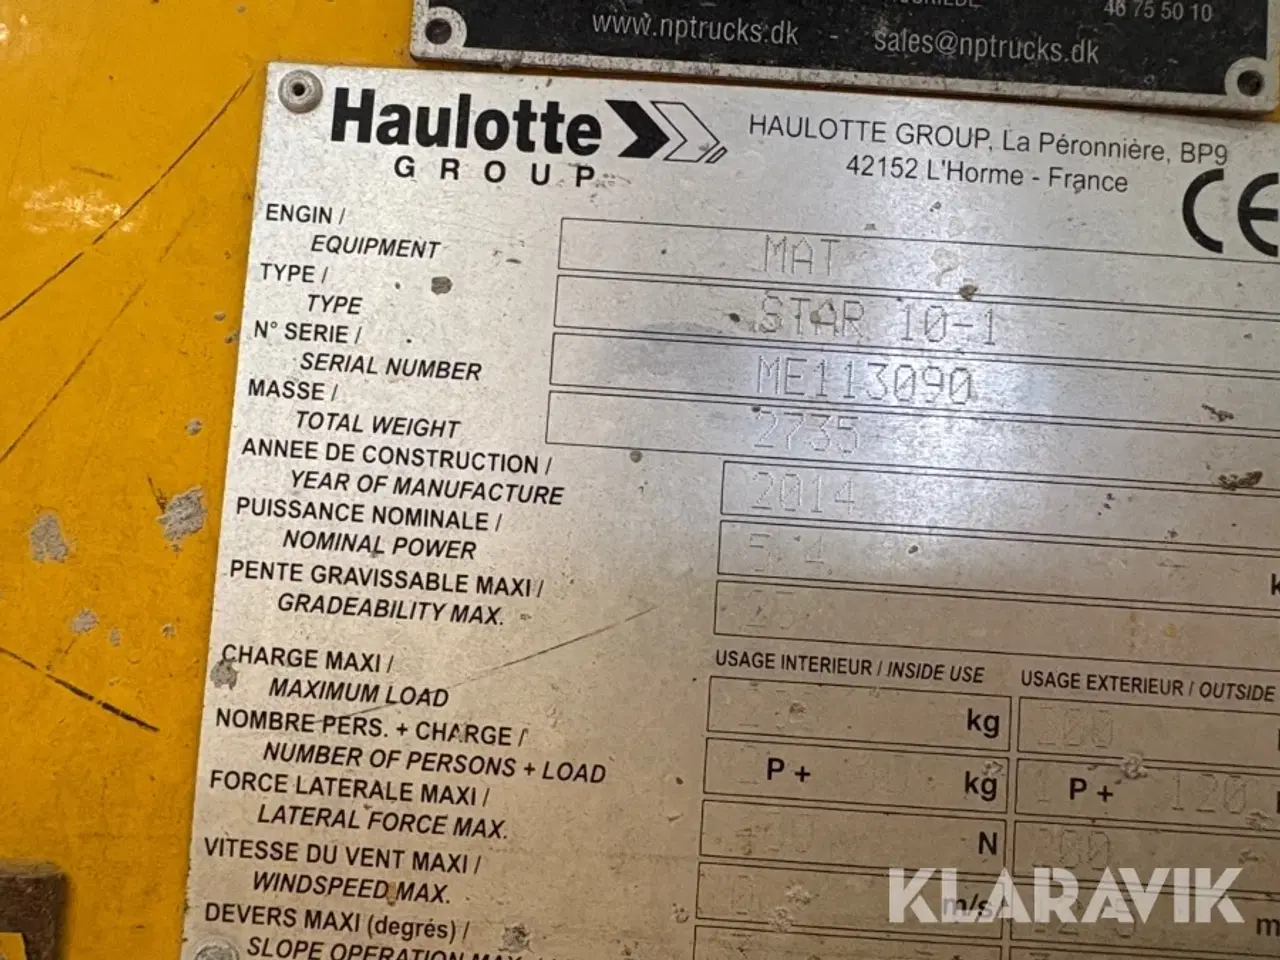 46 75 50 10
www.nptrucks.dk - sales@nptrucks.dk
Haulotte
GROUP
HAULOTTE GROUP, La Péronnière, BP9
42152 L'Horme - France
CE
ENGIN /
EQUIPMENT
MAT
TYPE /
TYPE
STAR 10-1
N° SERIE /
SERIAL NUMBER
ME113090
MASSE /
TOTAL WEIGHT
2735
ANNEE DE CONSTRUCTION /
YEAR OF MANUFACTURE
2014
PUISSANCE NOMINALE /
NOMINAL POWER
PENTE GRAVISSABLE MAXI /
GRADEABILITY MAX.
USAGE INTERIEUR / INSIDE USE
USAGE EXTERIEUR / OUTSIDE
CHARGE MAXI /
MAXIMUM LOAD
kg
NOMBRE PERS. + CHARGE /
NUMBER OF PERSONS + LOAD
P + kg
P + 120
FORCE LATERALE MAXI /
LATERAL FORCE MAX.
N
VITESSE DU VENT MAXI /
WINDSPEED MAX.
m/s
DEVERS MAXI (degrés) /
SLOPE OPERATION MAX.
KLARAVIK